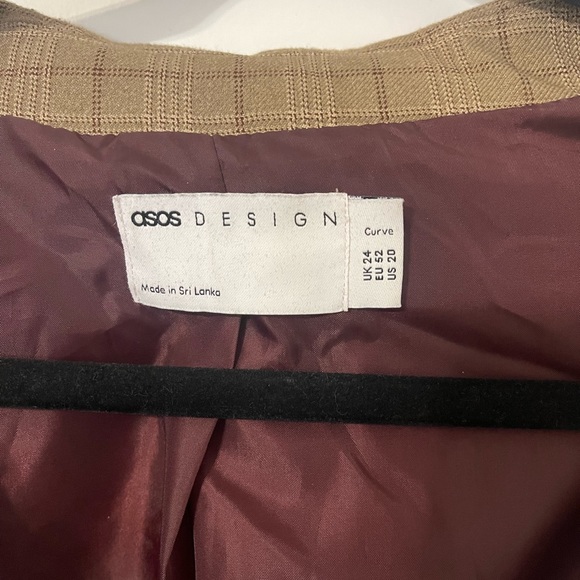 asos DESIGN
Made in Sri Lanka
Curve
UK 24
EU 52
US 20